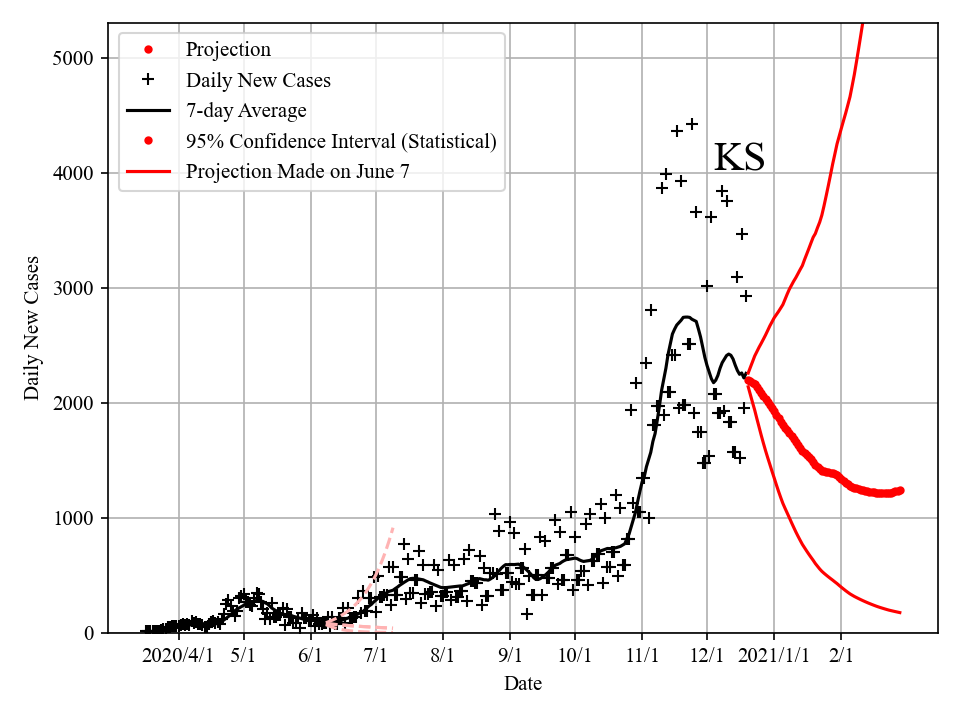 Projection
Daily New Cases
7-day Average
95% Confidence Interval (Statistical)
Projection Made on June 7
KS
Daily New Cases
5000
4000
3000
2000
1000
0
2020/4/1 5/1 6/1 7/1 8/1 9/1 10/1 11/1 12/1 2021/1/1 2/1
Date